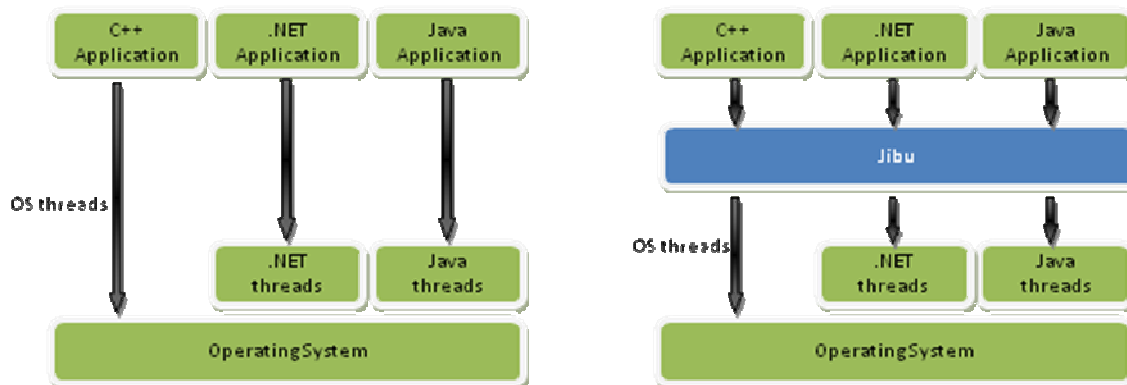 C++
Application
.NET
Application
Java
Application
OS threads
.NET
threads
Java
threads
OperatingSystem
C++
Application
.NET
Application
Java
Application
Jibu
OS threads
.NET
threads
Java
threads
OperatingSystem